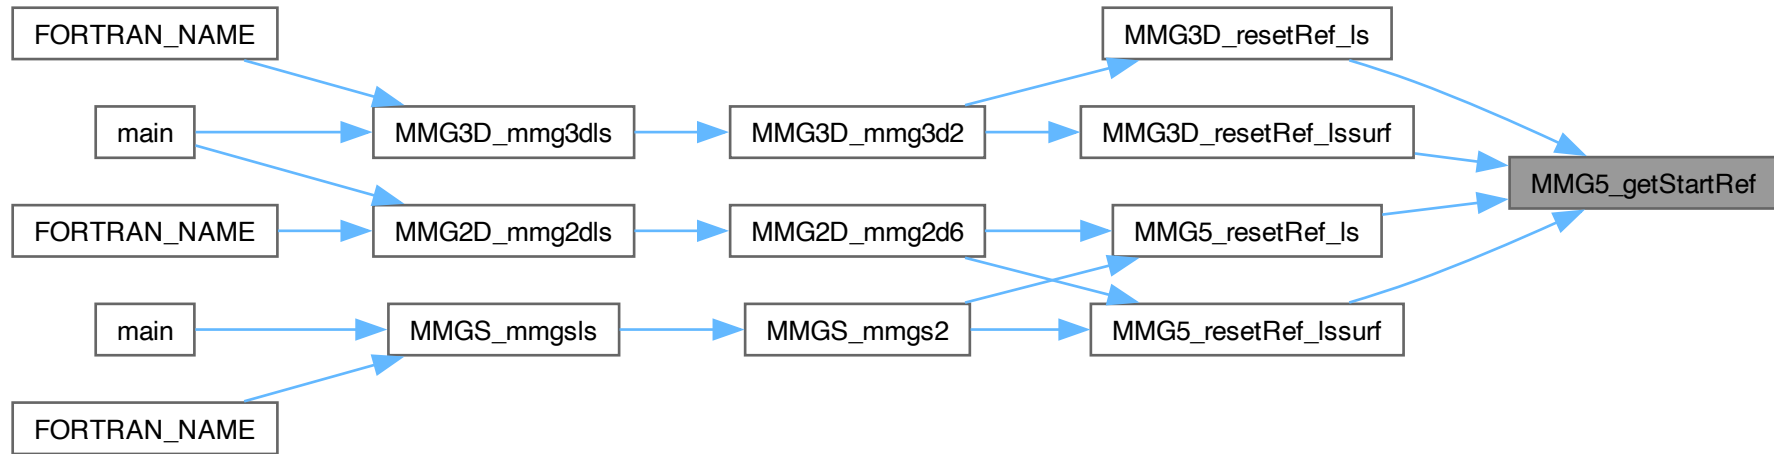 FORTRAN_NAME
MMG3D_resetRef_ls
main
MMG3D_mmg3dls
MMG3D_mmg3d2
MMG3D_resetRef_lssurf
MMG5_getStartRef
FORTRAN_NAME
MMG2D_mmg2dls
MMG2D_mmg2d6
MMG5_resetRef_ls
main
MMGS_mmgsls
MMGS_mmgs2
MMG5_resetRef_lssurf
FORTRAN_NAME